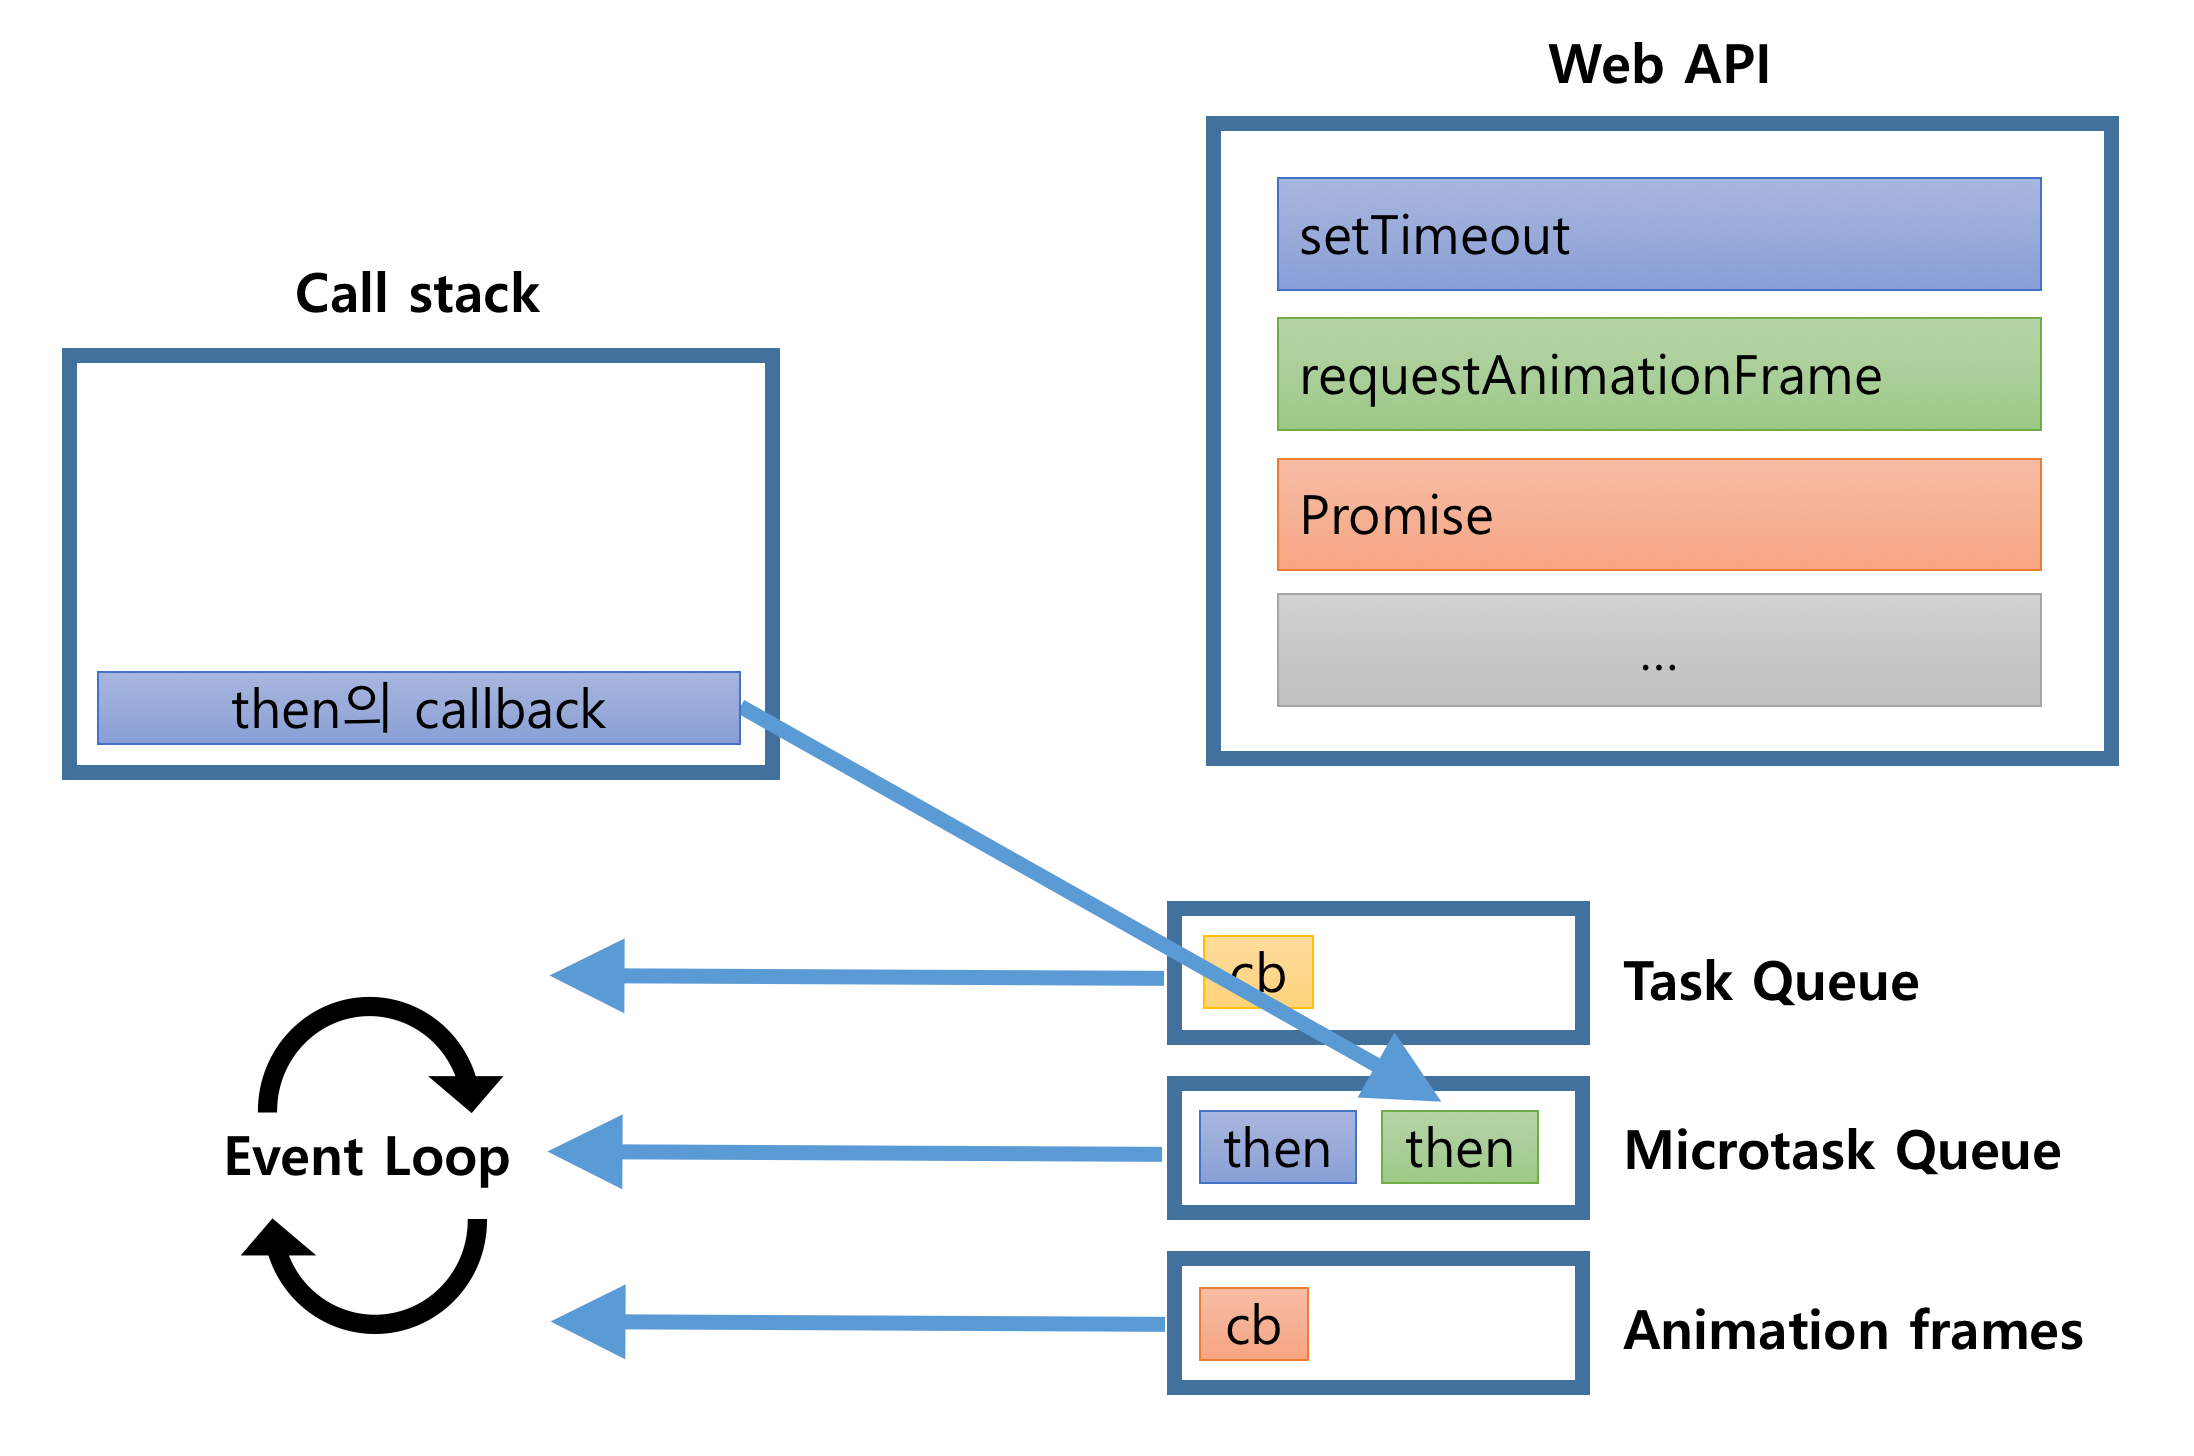 Web API
setTimeout
requestAnimationFrame
Promise
...
Call stack
then의 callback
Event Loop
cb
Task Queue
then then
Microtask Queue
cb
Animation frames